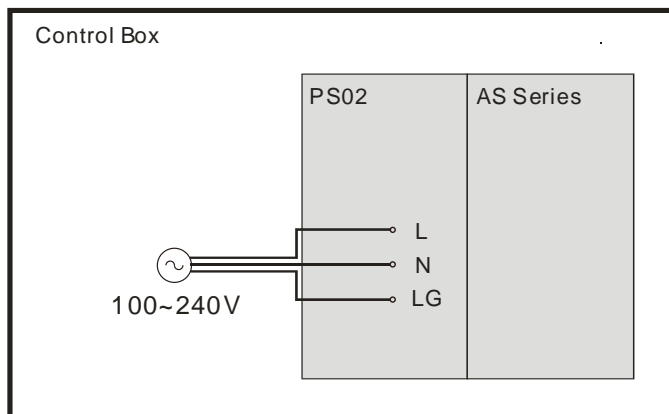 Control Box
PS02
AS Series
L
N
LG
100~240V